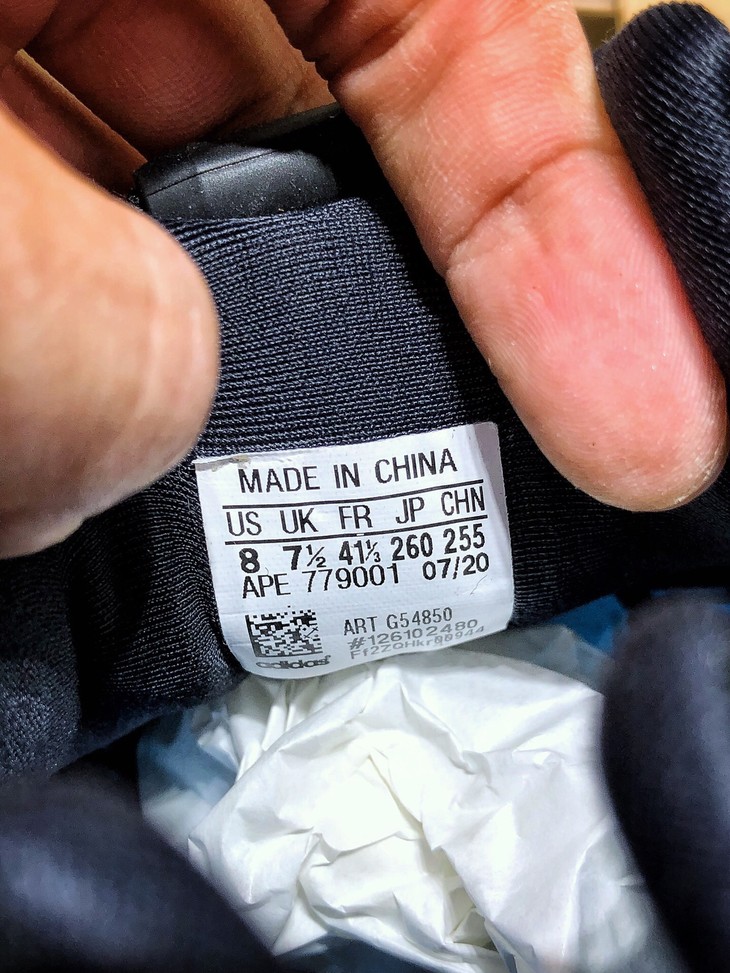 MADE IN CHINA
US UK FR JP CHN
8 7½ 41⅓ 260 255
APE 779001 07/20
ART G54850
#126102480
Ff2ZQHkr00944
adidas